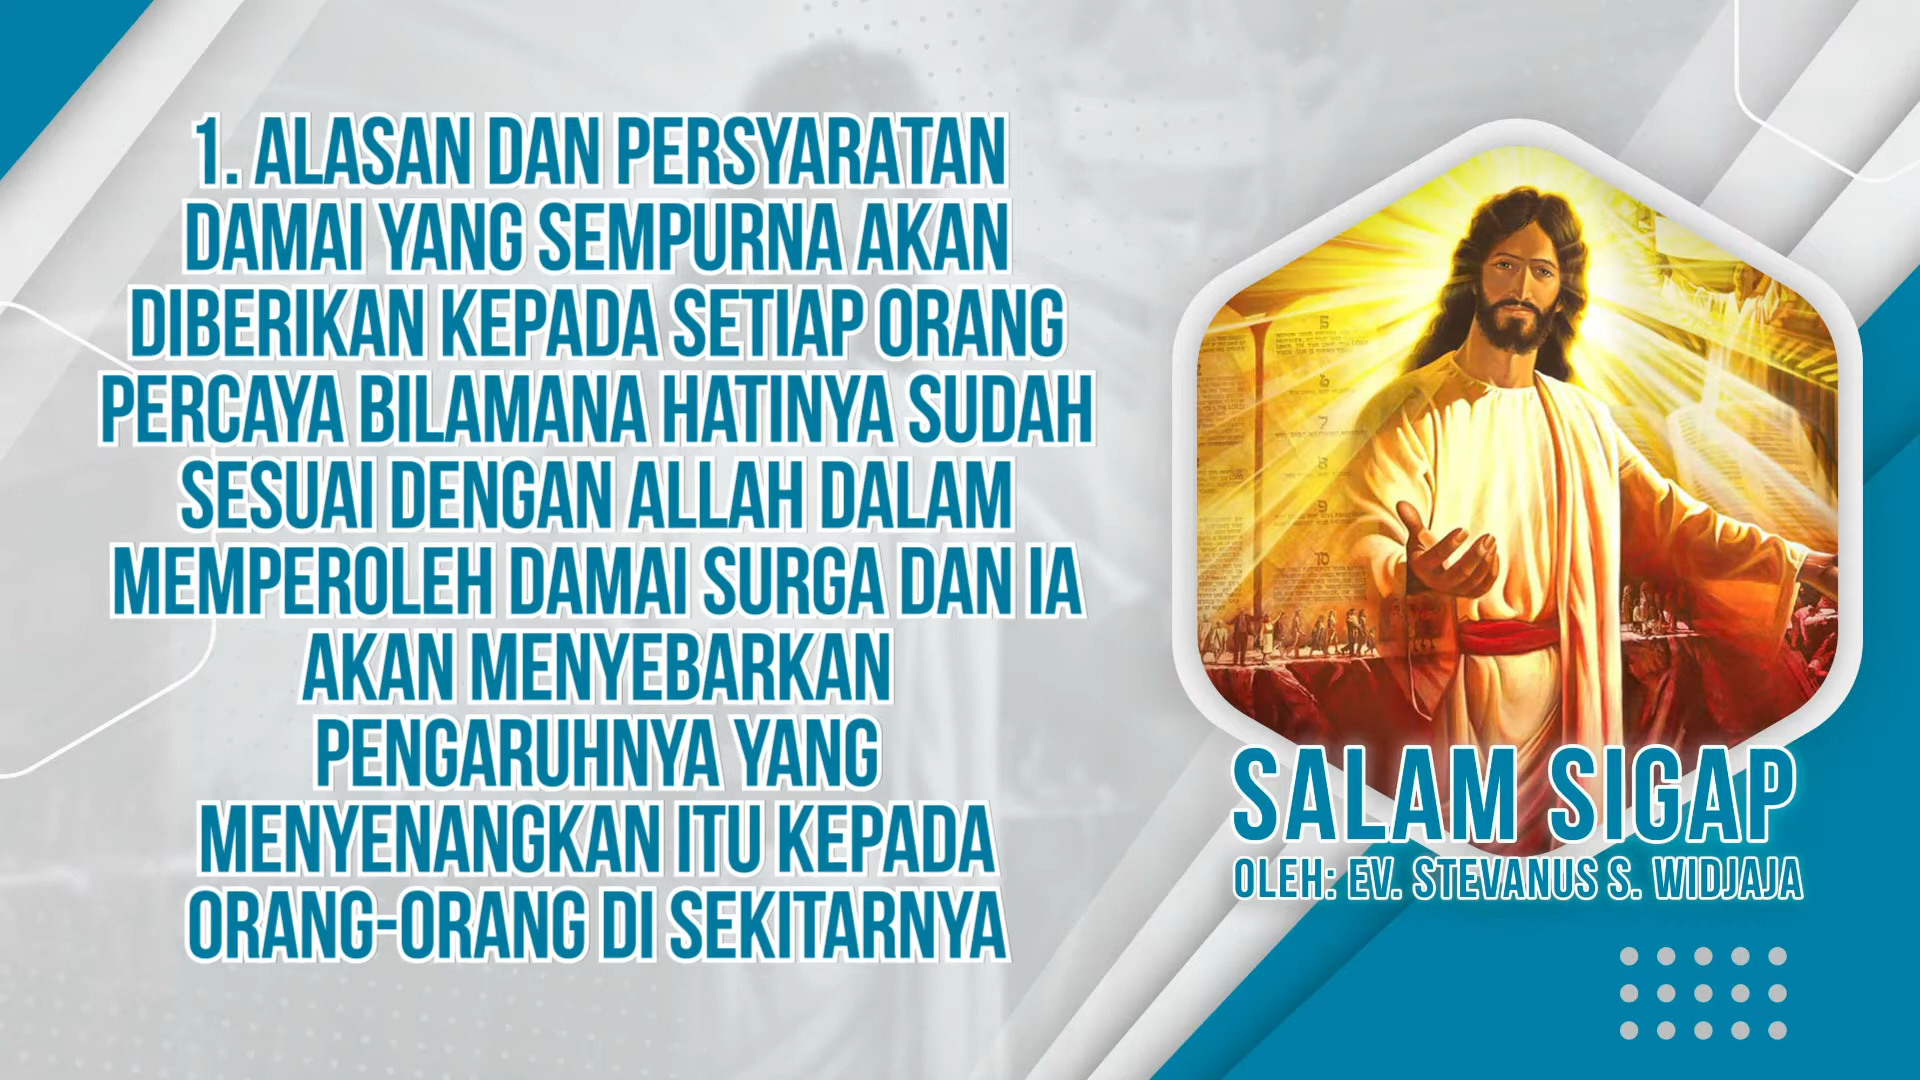 1. ALASAN DAN PERSYARATAN
DAMAI YANG SEMPURNA AKAN
DIBERIKAN KEPADA SETIAP ORANG
PERCAYA BILAMANA HATINYA SUDAH
SESUAI DENGAN ALLAH DALAM
MEMPEROLEH DAMAI SURGA DAN IA
AKAN MENYEBARKAN
PENGARUHNYA YANG
MENYENANGKAN ITU KEPADA
ORANG-ORANG DI SEKITARNYA
SALAM SIGAP
OLEH: EV. STEVANUS S. WIDJAJA